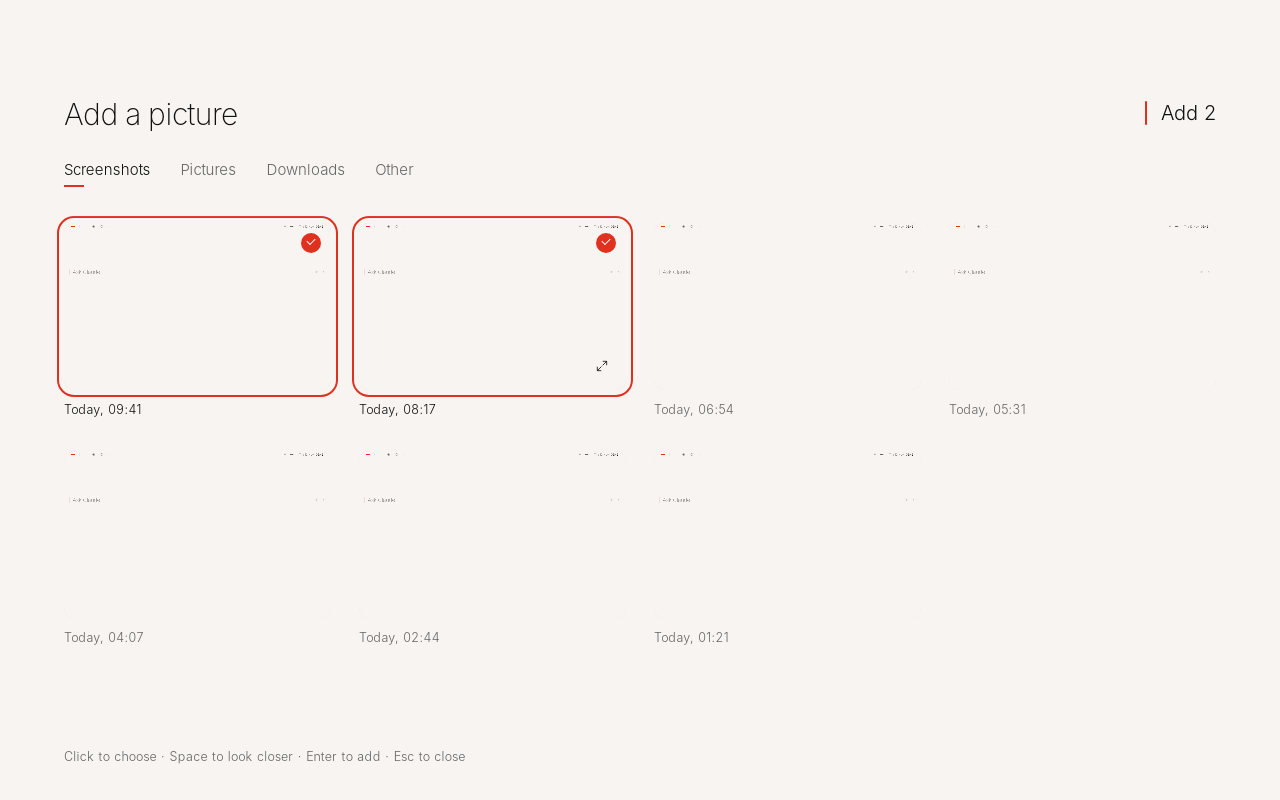 Add a picture
Add 2
Screenshots Pictures Downloads Other
Today, 09:41 Today, 08:17 Today, 06:54 Today, 05:31
Today, 04:07 Today, 02:44 Today, 01:21
Click to choose · Space to look closer · Enter to add · Esc to close